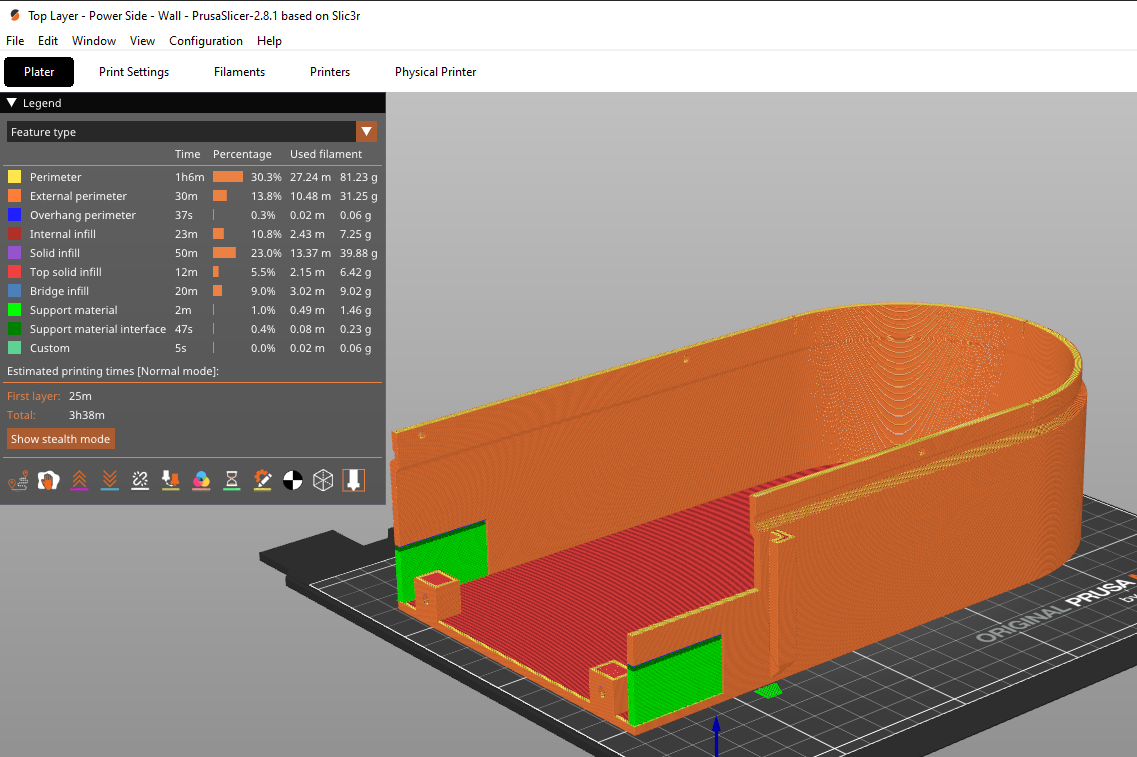 Top Layer - Power Side - Wall - PrusaSlicer-2.8.1 based on Slic3r
File Edit Window View Configuration Help
Plater Print Settings Filaments Printers Physical Printer
Legend
Feature type
Time Percentage Used filament
Perimeter 1h6m 30.3% 27.24 m 81.23 g
External perimeter 30m 13.8% 10.48 m 31.25 g
Overhang perimeter 37s 0.3% 0.02 m 0.06 g
Internal infill 23m 10.8% 2.43 m 7.25 g
Solid infill 50m 23.0% 13.37 m 39.88 g
Top solid infill 12m 5.5% 2.15 m 6.42 g
Bridge infill 20m 9.0% 3.02 m 9.02 g
Support material 2m 1.0% 0.49 m 1.46 g
Support material interface 47s 0.4% 0.08 m 0.23 g
Custom 5s 0.0% 0.02 m 0.06 g
Estimated printing times [Normal mode]:
First layer: 25m
Total: 3h38m
Show stealth mode
ORIGINAL PRUSA
by